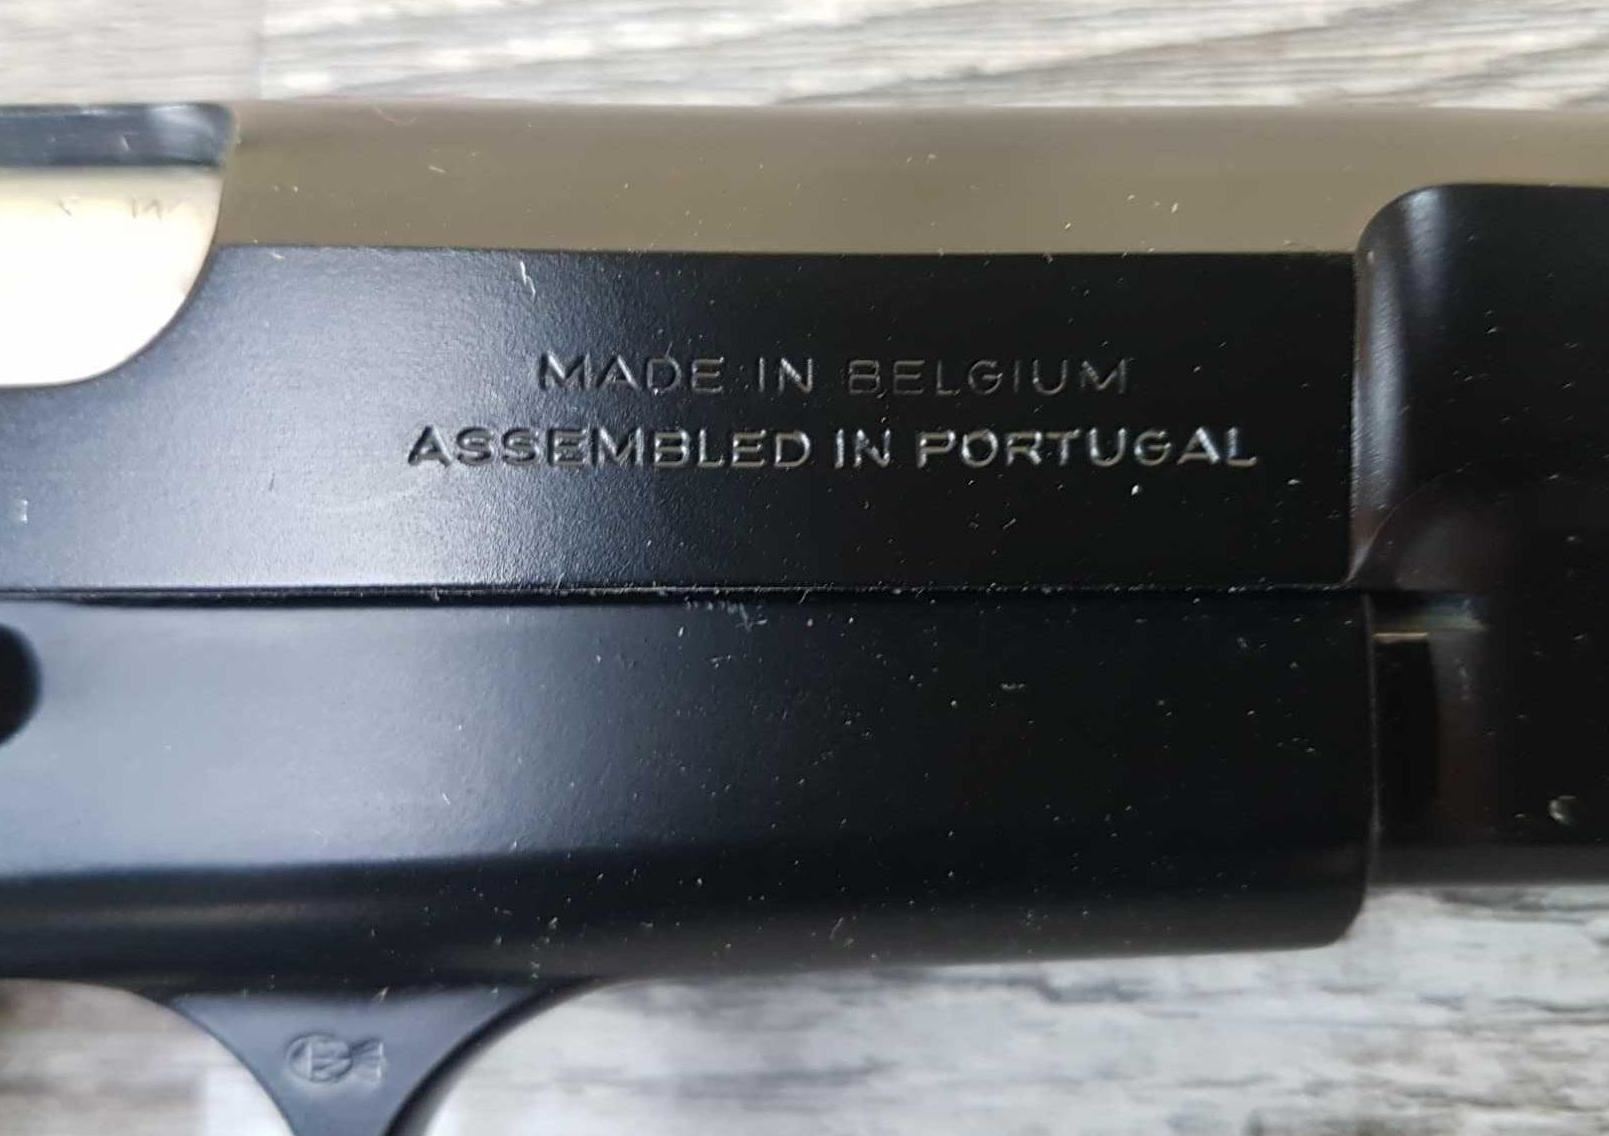 MADE IN BELGIUM
ASSEMBLED IN PORTUGAL